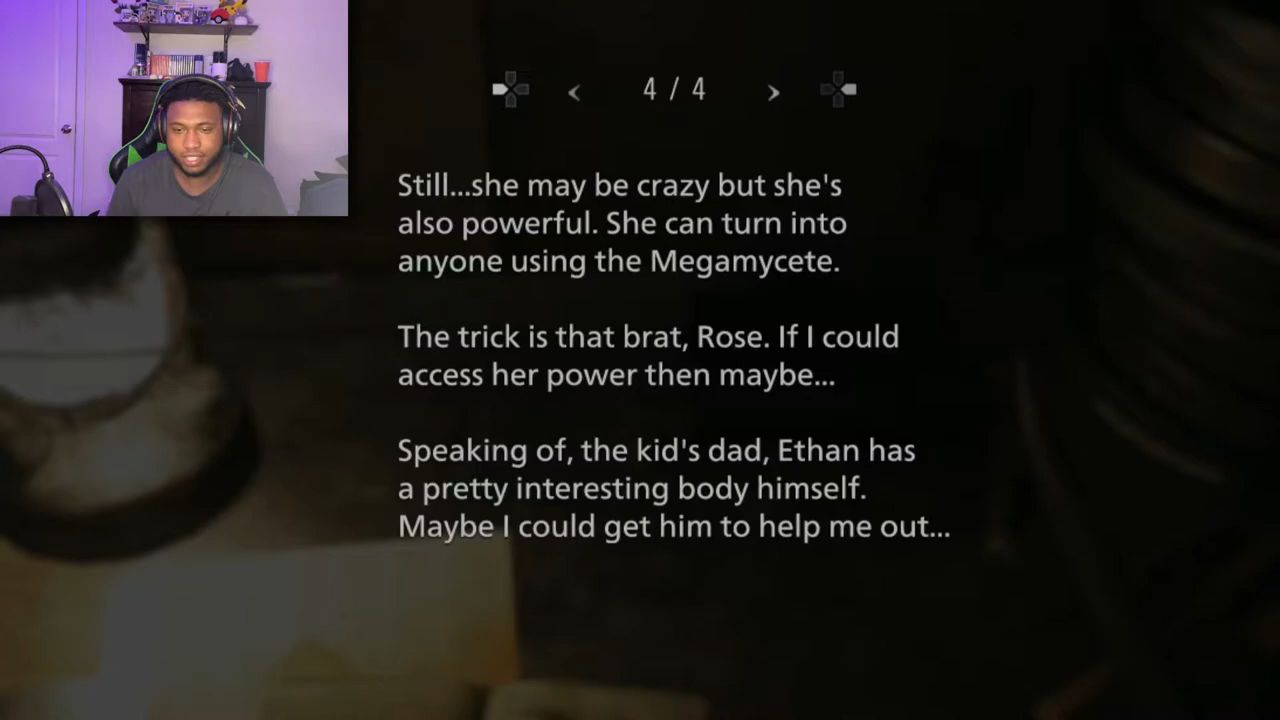 4 / 4
Still...she may be crazy but she's
also powerful. She can turn into
anyone using the Megamycete.
The trick is that brat, Rose. If I could
access her power then maybe...
Speaking of, the kid's dad, Ethan has
a pretty interesting body himself.
Maybe I could get him to help me out...